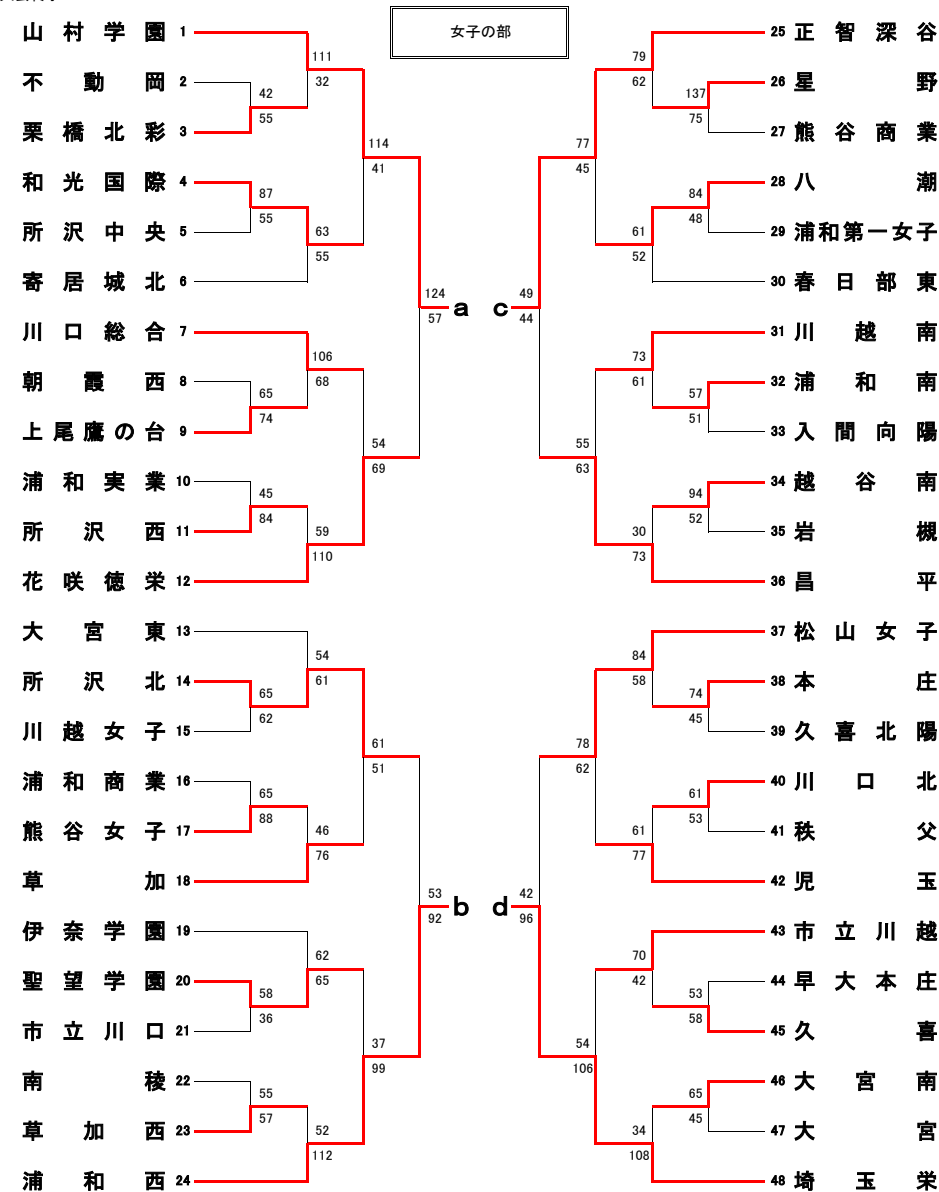 女子の部
山村学園 1
111
32
不動岡 2
42
55
栗橋北彩 3
114
41
和光国際 4
87
55
所沢中央 5
63
55
寄居城北 6
124
57
a
川口総合 7
106
68
朝霞西 8
65
74
上尾鷹の台 9
54
69
浦和実業 10
45
84
所沢西 11
59
110
花咲徳栄 12
大宮東 13
54
61
所沢北 14
65
62
川越女子 15
61
51
浦和商業 16
65
88
熊谷女子 17
46
76
草加 18
53
92
b
伊奈学園 19
62
65
聖望学園 20
58
36
市立川口 21
37
99
南稜 22
55
57
草加西 23
52
112
浦和西 24
25 正智深谷
79
62
26 星野
137
75
27 熊谷商業
77
45
28 八潮
84
48
29 浦和第一女子
61
52
30 春日部東
c
49
44
31 川越南
73
61
32 浦和南
57
51
33 入間向陽
55
63
34 越谷南
94
52
35 岩槻
30
73
36 昌平
37 松山女子
84
58
38 本庄
74
45
39 久喜北陽
78
62
40 川口北
61
53
41 秩父
61
77
42 児玉
d
42
96
43 市立川越
70
42
44 早大本庄
53
58
45 久喜
54
106
46 大宮南
65
45
47 大宮
34
108
48 埼玉栄